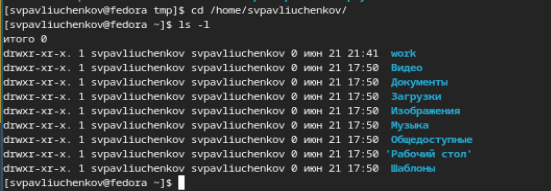 [svpavliuchenkov@fedora tmp]$ cd /home/svpavliuchenkov/
[svpavliuchenkov@fedora ~]$ ls -l
итого 0
drwxr-xr-x. 1 svpavliuchenkov svpavliuchenkov 0 июн 21 21:41  work
drwxr-xr-x. 1 svpavliuchenkov svpavliuchenkov 0 июн 21 17:50  Видео
drwxr-xr-x. 1 svpavliuchenkov svpavliuchenkov 0 июн 21 17:50  Документы
drwxr-xr-x. 1 svpavliuchenkov svpavliuchenkov 0 июн 21 17:50  Загрузки
drwxr-xr-x. 1 svpavliuchenkov svpavliuchenkov 0 июн 21 17:50  Изображения
drwxr-xr-x. 1 svpavliuchenkov svpavliuchenkov 0 июн 21 17:50  Музыка
drwxr-xr-x. 1 svpavliuchenkov svpavliuchenkov 0 июн 21 17:50  Общедоступные
drwxr-xr-x. 1 svpavliuchenkov svpavliuchenkov 0 июн 21 17:50 'Рабочий стол'
drwxr-xr-x. 1 svpavliuchenkov svpavliuchenkov 0 июн 21 17:50  Шаблоны
[svpavliuchenkov@fedora ~]$